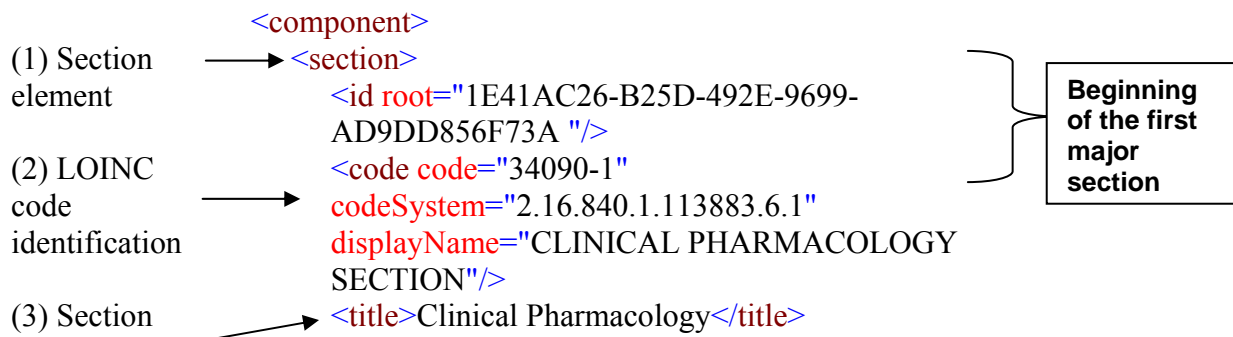 <component>
(1) Section
element
<section>
<id root="1E41AC26-B25D-492E-9699-
AD9DD856F73A "/>
(2) LOINC
code
identification
<code code="34090-1"
codeSystem="2.16.840.1.113883.6.1"
displayName="CLINICAL PHARMACOLOGY
SECTION"/>
(3) Section
<title>Clinical Pharmacology</title>
Beginning
of the first
major
section